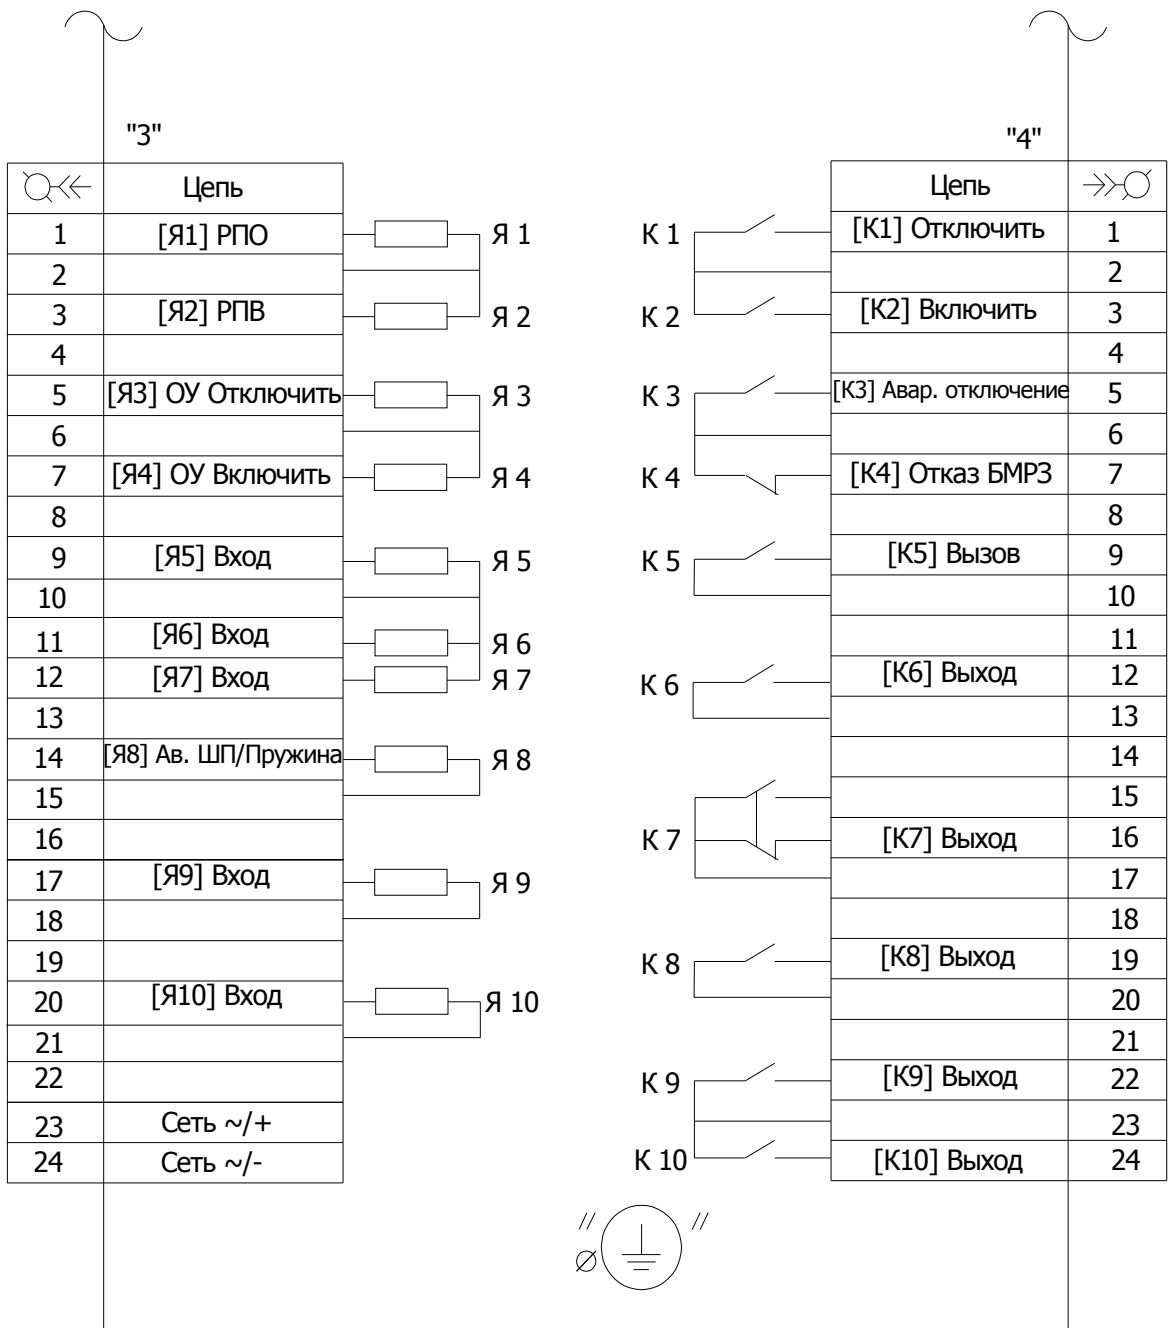 "3"
Цепь
1 [Я1] РПО Я 1
2
3 [Я2] РПВ Я 2
4
5 [Я3] ОУ Отключить Я 3
6
7 [Я4] ОУ Включить Я 4
8
9 [Я5] Вход Я 5
10
11 [Я6] Вход Я 6
12 [Я7] Вход Я 7
13
14 [Я8] Ав. ШП/Пружина Я 8
15
16
17 [Я9] Вход Я 9
18
19
20 [Я10] Вход Я 10
21
22
23 Сеть ~/+
24 Сеть ~/-
"4"
Цепь
К 1 [К1] Отключить 1
2
К 2 [К2] Включить 3
4
К 3 [К3] Авар. отключение 5
6
К 4 [К4] Отказ БМРЗ 7
8
К 5 [К5] Вызов 9
10
11
К 6 [К6] Выход 12
13
14
15
К 7 [К7] Выход 16
17
18
К 8 [К8] Выход 19
20
21
К 9 [К9] Выход 22
23
К 10 [К10] Выход 24